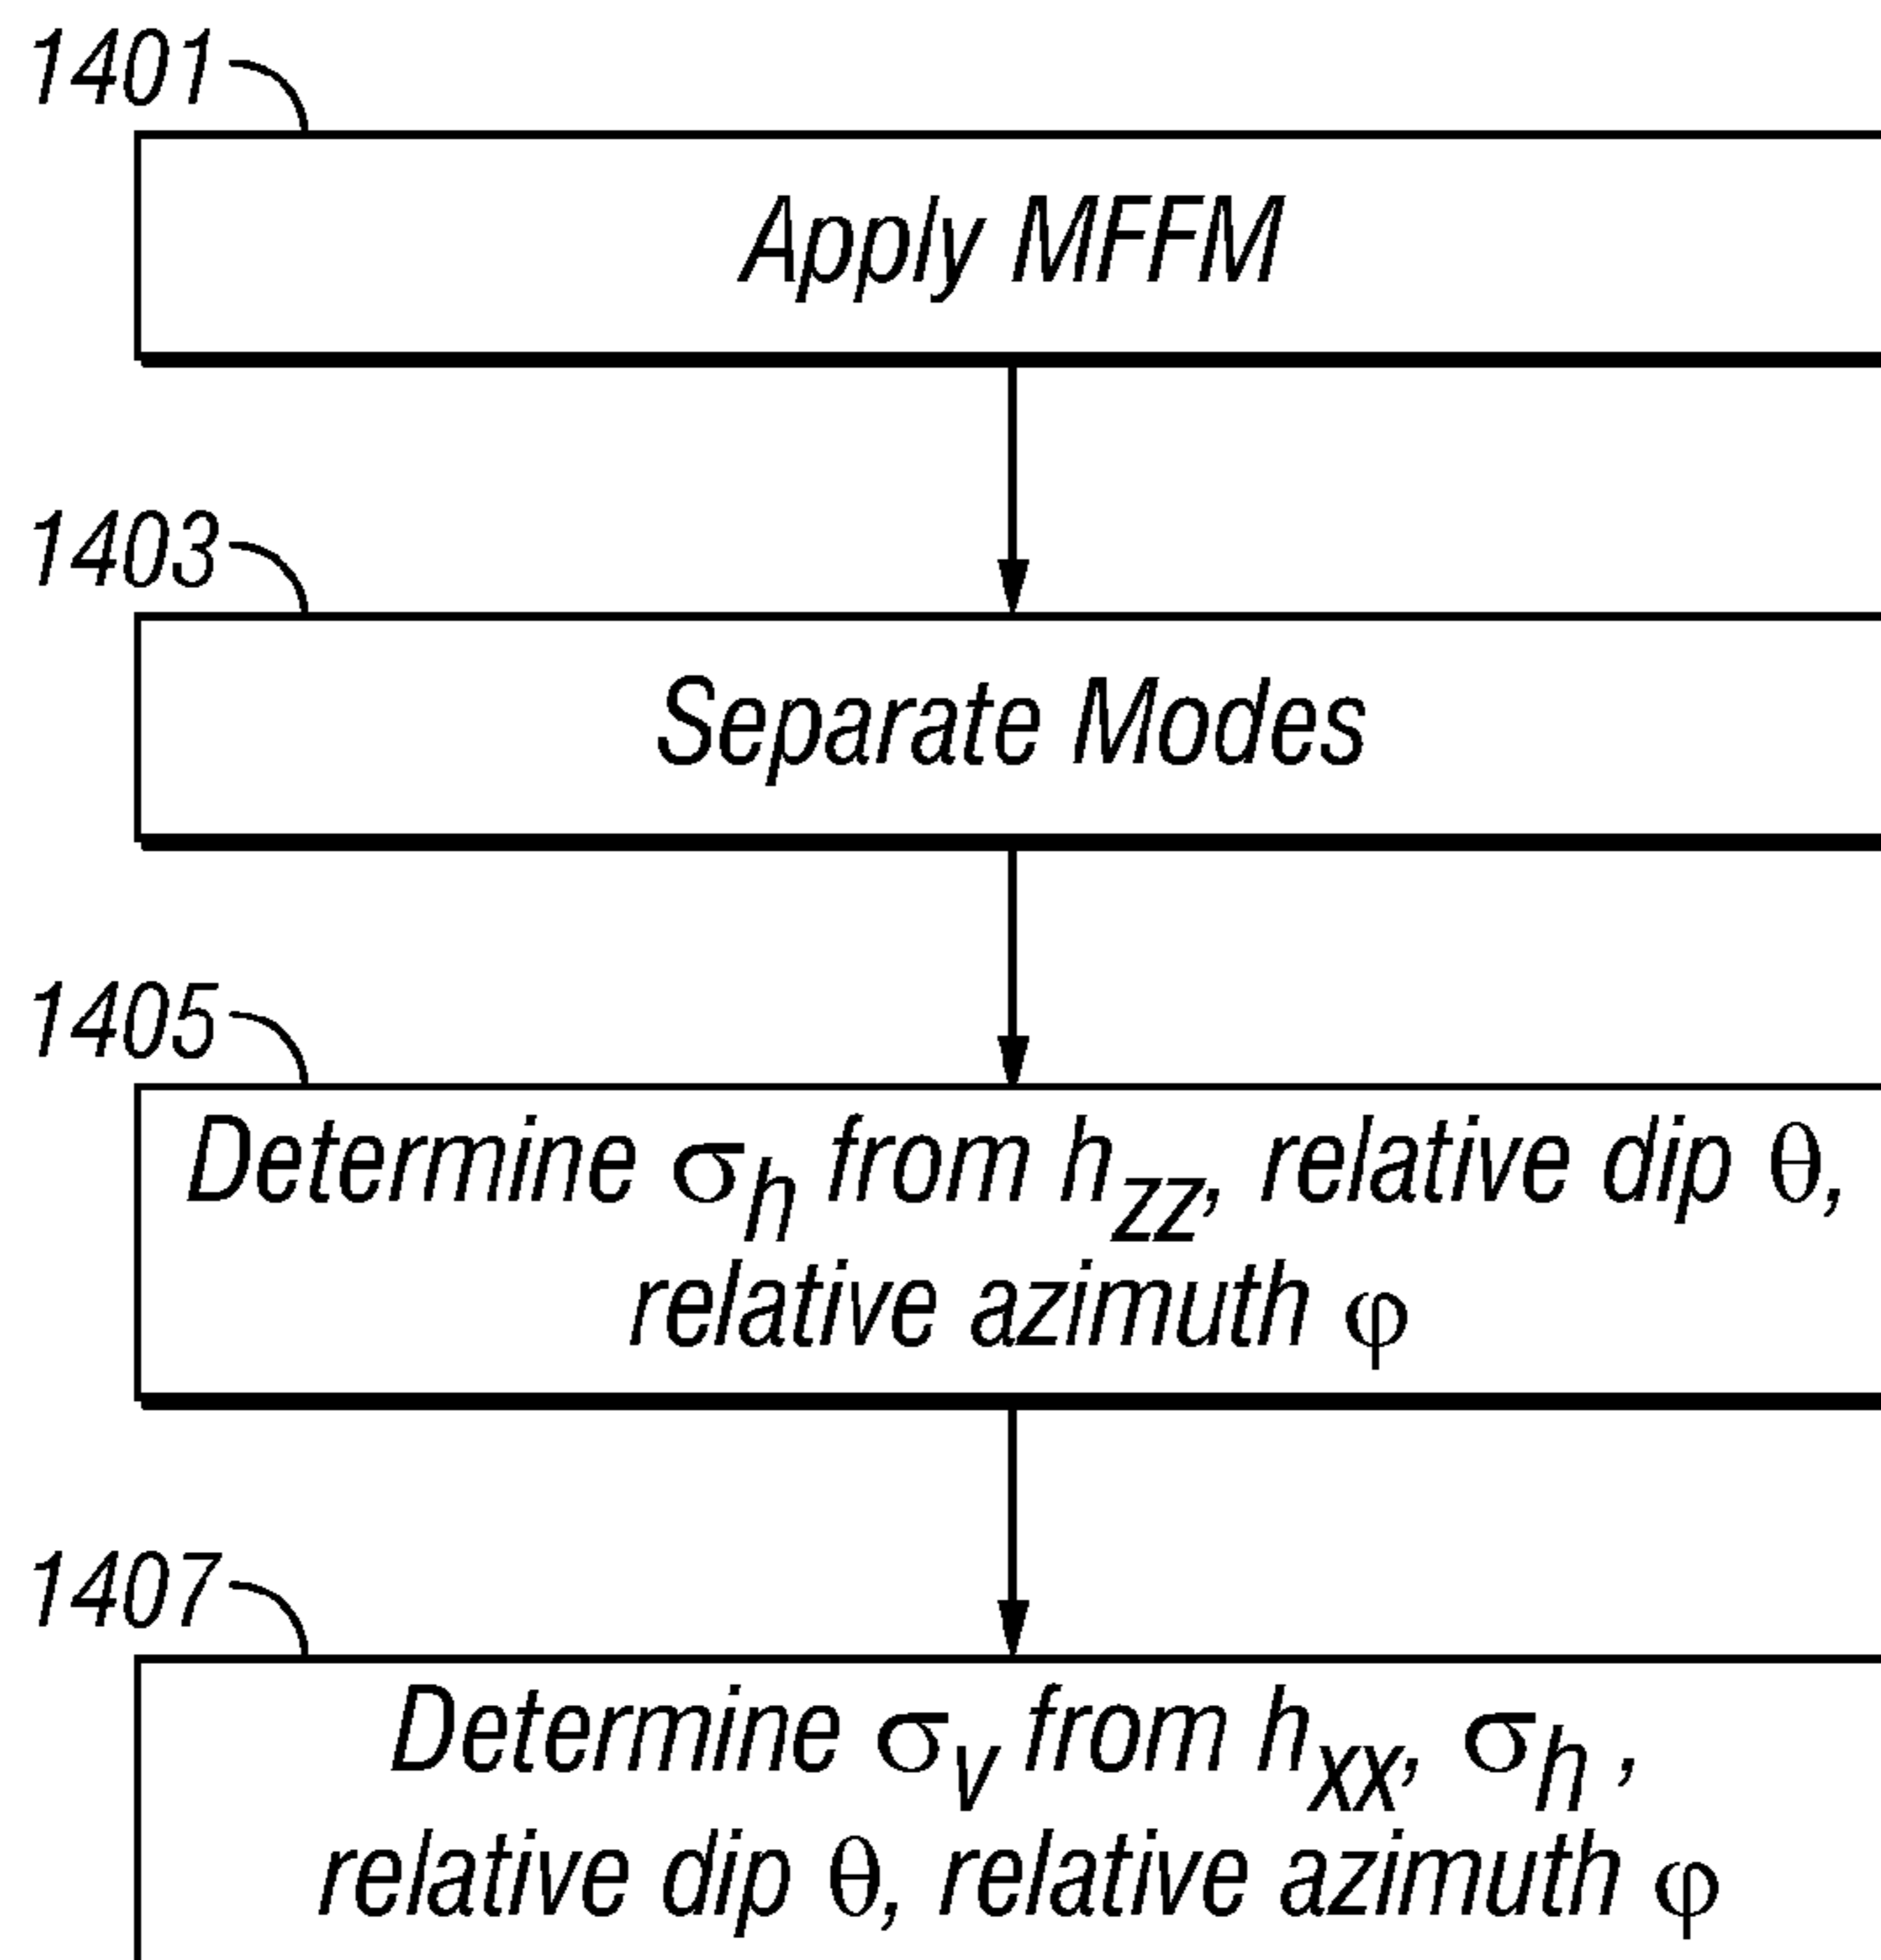 1401
Apply MFFM
1403
Separate Modes
1405
Determine σh from hzz, relative dip θ,
relative azimuth φ
1407
Determine σv from hxx, σh ,
relative dip θ, relative azimuth φ